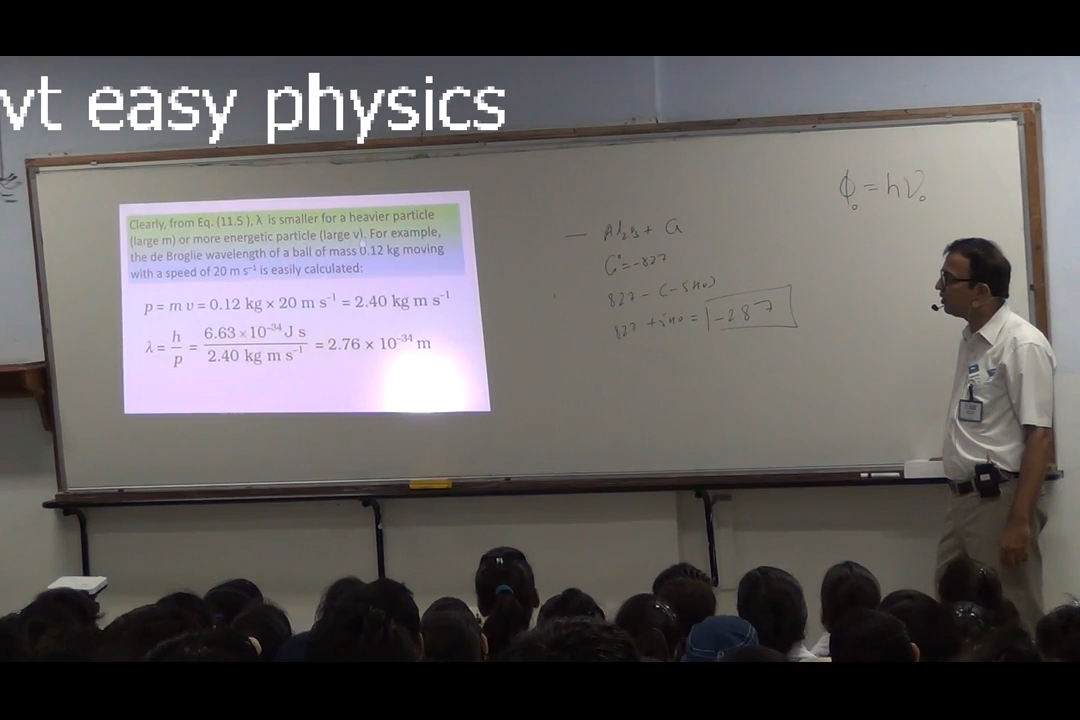 vt easy physics
Clearly, from Eq. (11.5 ), λ is smaller for a heavier particle
(large m) or more energetic particle (large v). For example,
the de Broglie wavelength of a ball of mass 0.12 kg moving
with a speed of 20 m s⁻¹ is easily calculated:
p = m υ = 0.12 kg × 20 m s⁻¹ = 2.40 kg m s⁻¹
λ = h/p = 6.63 × 10⁻³⁴ J s / 2.40 kg m s⁻¹ = 2.76 × 10⁻³⁴ m
ϕ₀ = hν₀
G° = -827
827 - (-540)
827 + 540 = -287